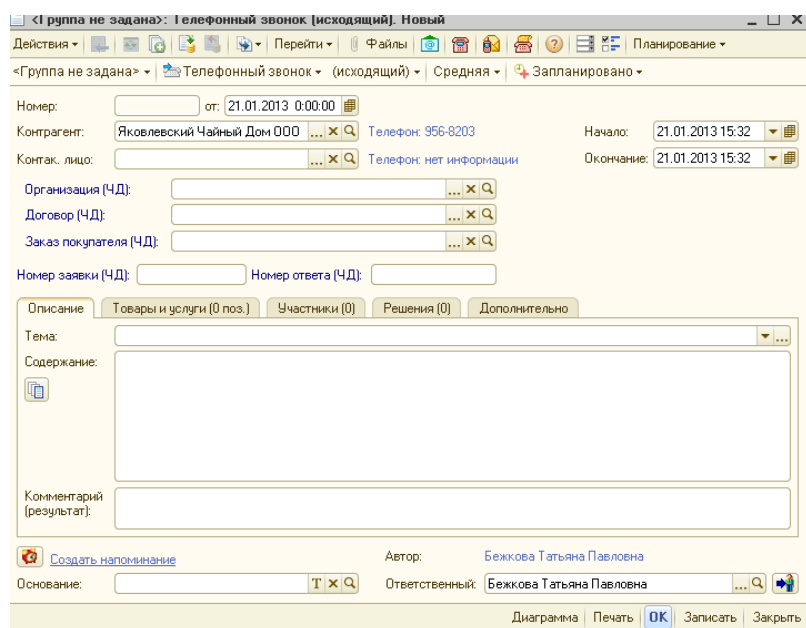 <Группа не задана>: Телефонный звонок (исходящий). Новый
Действия Перейти Файлы Планирование
<Группа не задана> Телефонный звонок (исходящий) Средняя Запланировано
Номер: от: 21.01.2013 0:00:00
Контрагент: Яковлевский Чайный Дом ООО ... Телефон: 956-8203 Начало: 21.01.2013 15:32
Контак. лицо: ... Телефон: нет информации Окончание: 21.01.2013 15:32
Организация (ЧД): ...
Договор (ЧД): ...
Заказ покупателя (ЧД): ...
Номер заявки (ЧД): Номер ответа (ЧД):
Описание Товары и услуги (0 поз.) Участники (0) Решения (0) Дополнительно
Тема: ...
Содержание:
Комментарий
(результат):
Создать напоминание Автор: Бежкова Татьяна Павловна
Основание: T Ответственный: Бежкова Татьяна Павловна ...
Диаграмма Печать OK Записать Закрыть